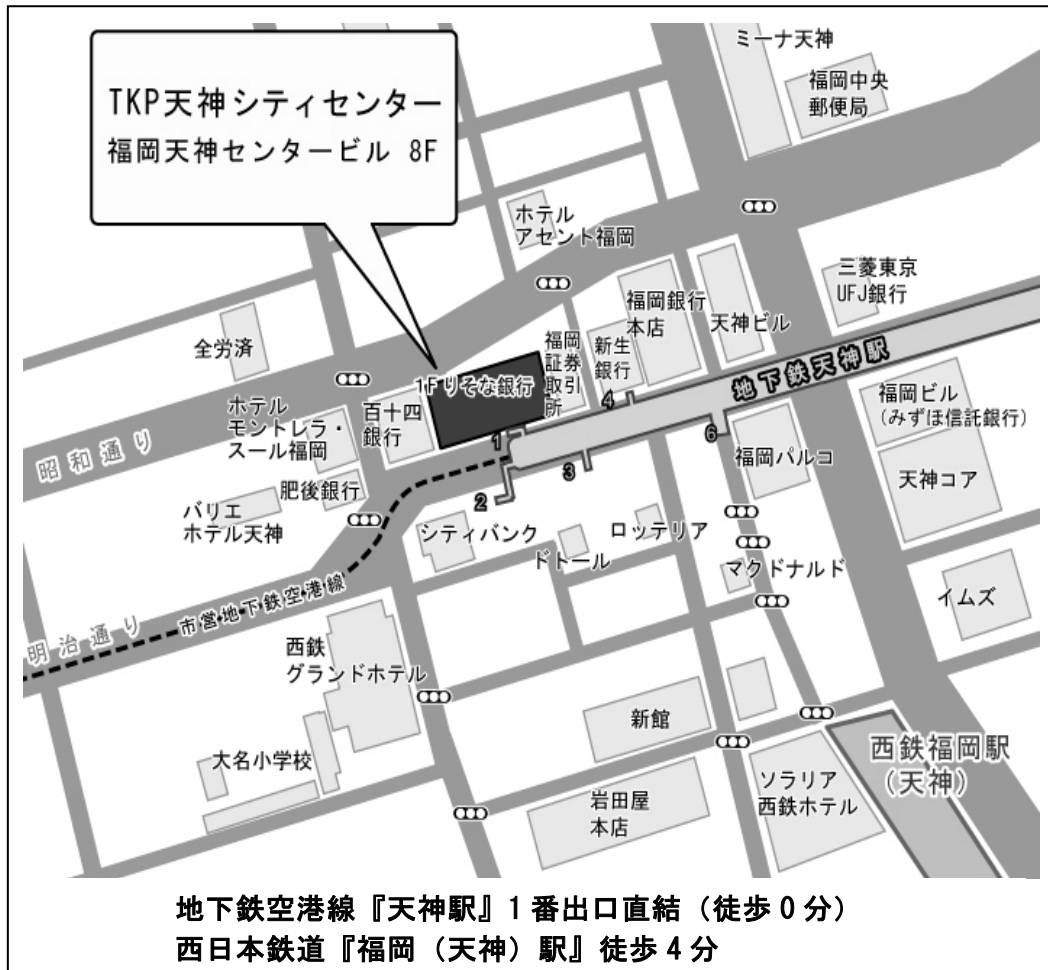 ミーナ天神
福岡中央
郵便局
TKP天神シティセンター
福岡天神センタービル 8F
ホテル
アセント福岡
三菱東京
UFJ銀行
福岡銀行
本店
天神ビル
全労済
福岡
証券
取引
所
新生
銀行
1Fりそな銀行
地下鉄天神駅
ホテル
モントレラ・
スール福岡
百十四
銀行
4
福岡ビル
(みずほ信託銀行)
昭和通り
1
6
3
福岡パルコ
天神コア
肥後銀行
2
バリエ
ホテル天神
シティバンク
ロッテリア
ドトール
マクドナルド
イムズ
市営地下鉄空港線
明治通り
西鉄
グランドホテル
新館
西鉄福岡駅
(天神)
大名小学校
ソラリア
西鉄ホテル
岩田屋
本店
地下鉄空港線『天神駅』1番出口直結（徒歩0分）
西日本鉄道『福岡（天神）駅』徒歩4分